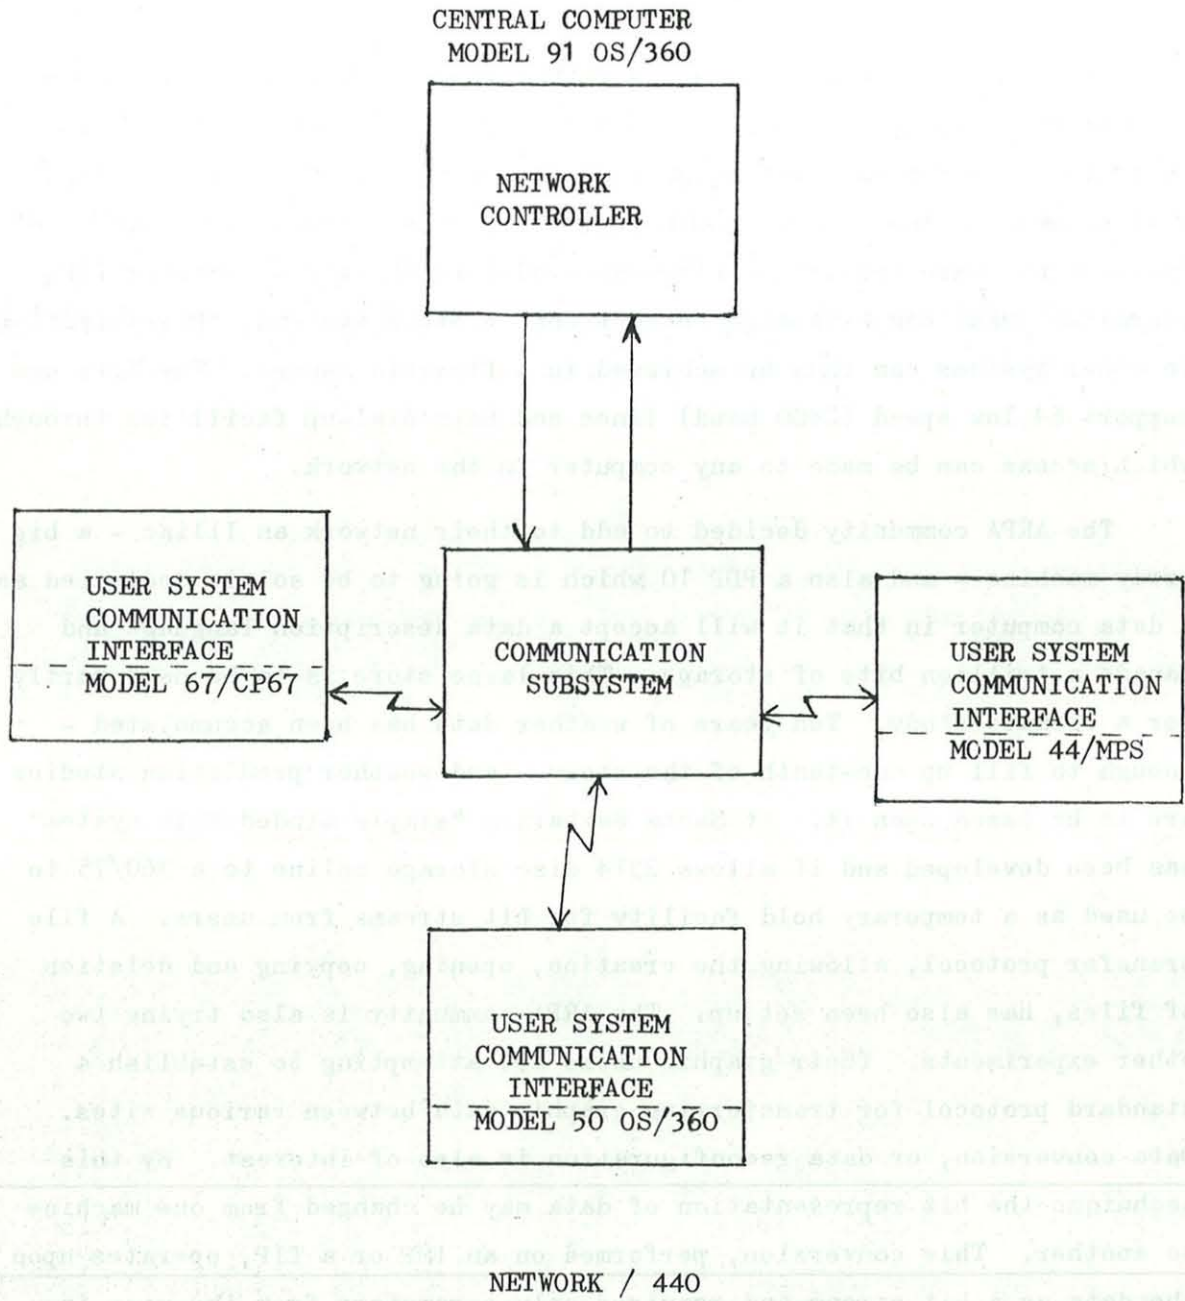 CENTRAL COMPUTER
MODEL 91 OS/360
NETWORK
CONTROLLER
USER SYSTEM
COMMUNICATION
INTERFACE
MODEL 67/CP67
COMMUNICATION
SUBSYSTEM
USER SYSTEM
COMMUNICATION
INTERFACE
MODEL 44/MPS
USER SYSTEM
COMMUNICATION
INTERFACE
MODEL 50 OS/360
NETWORK / 440